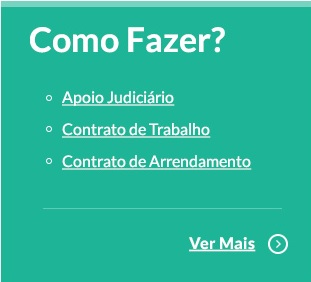 Como Fazer?
Apoio Judiciário
Contrato de Trabalho
Contrato de Arrendamento
Ver Mais